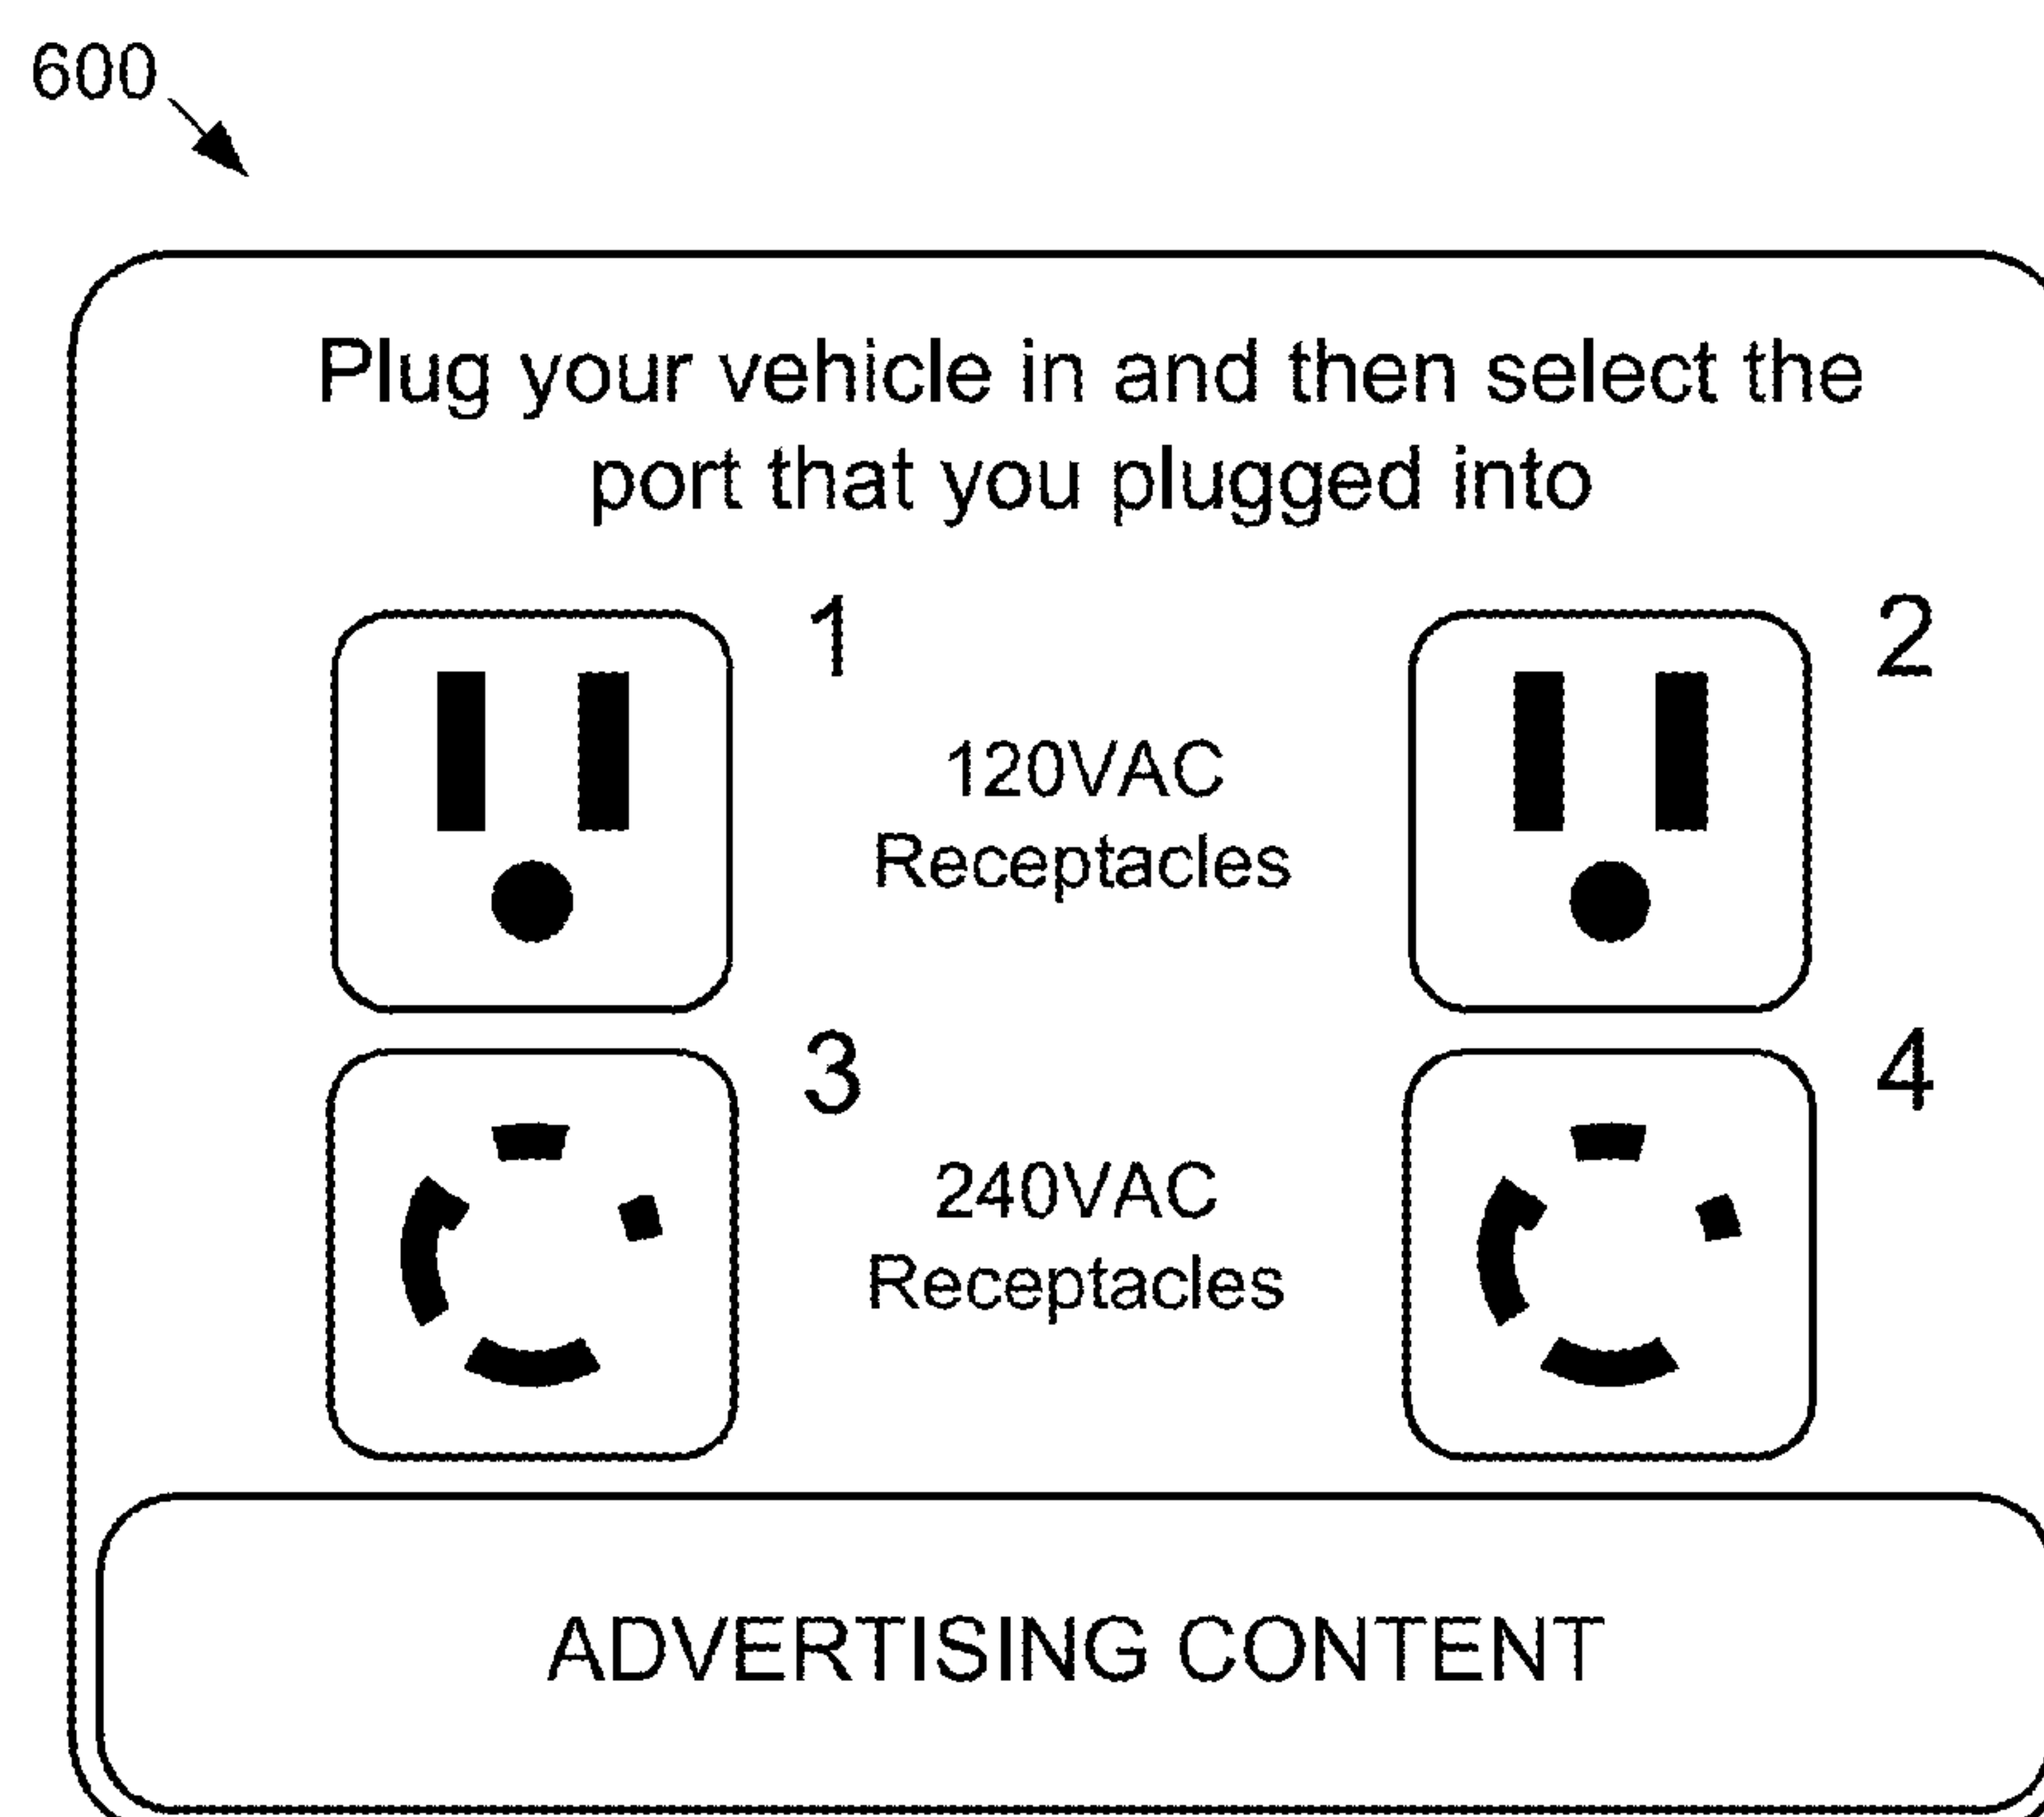 600
Plug your vehicle in and then select the
port that you plugged into
1
2
120VAC
Receptacles
3
4
240VAC
Receptacles
ADVERTISING CONTENT